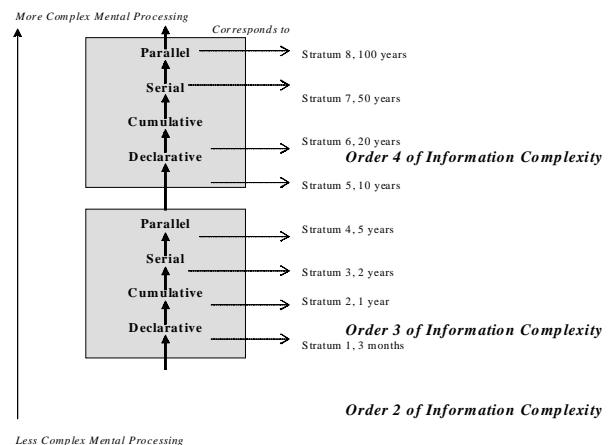 More Complex Mental Processing
Corresponds to
Parallel
Stratum 8, 100 years
Serial
Stratum 7, 50 years
Cumulative
Stratum 6, 20 years
Declarative
Order 4 of Information Complexity
Stratum 5, 10 years
Parallel
Stratum 4, 5 years
Serial
Stratum 3, 2 years
Cumulative
Stratum 2, 1 year
Declarative
Order 3 of Information Complexity
Stratum 1, 3 months
Order 2 of Information Complexity
Less Complex Mental Processing